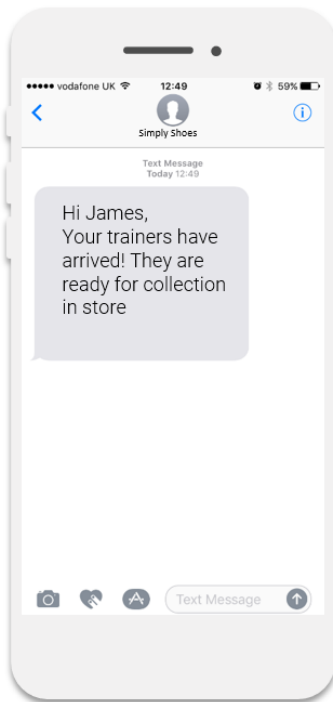 vodafone UK 12:49 59%
Simply Shoes
Text Message
Today 12:49
Hi James,
Your trainers have
arrived! They are
ready for collection
in store
Text Message